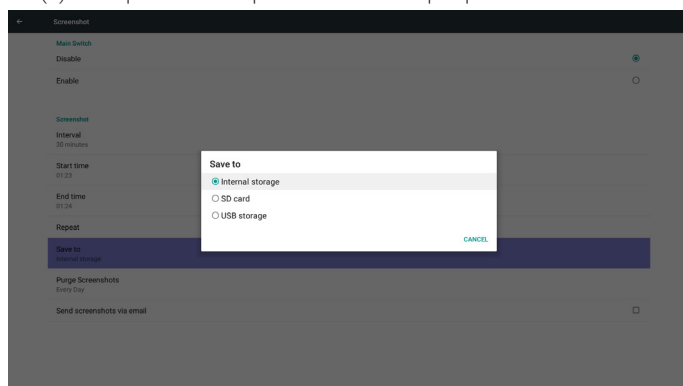 Screenshot
Main Switch
Disable
Enable
Screenshot
Interval
30 minutes
Start time
01:23
End time
01:24
Repeat
Save to
Internal storage
Purge Screenshots
Every Day
Send screenshots via email
Save to
Internal storage
SD card
USB storage
CANCEL